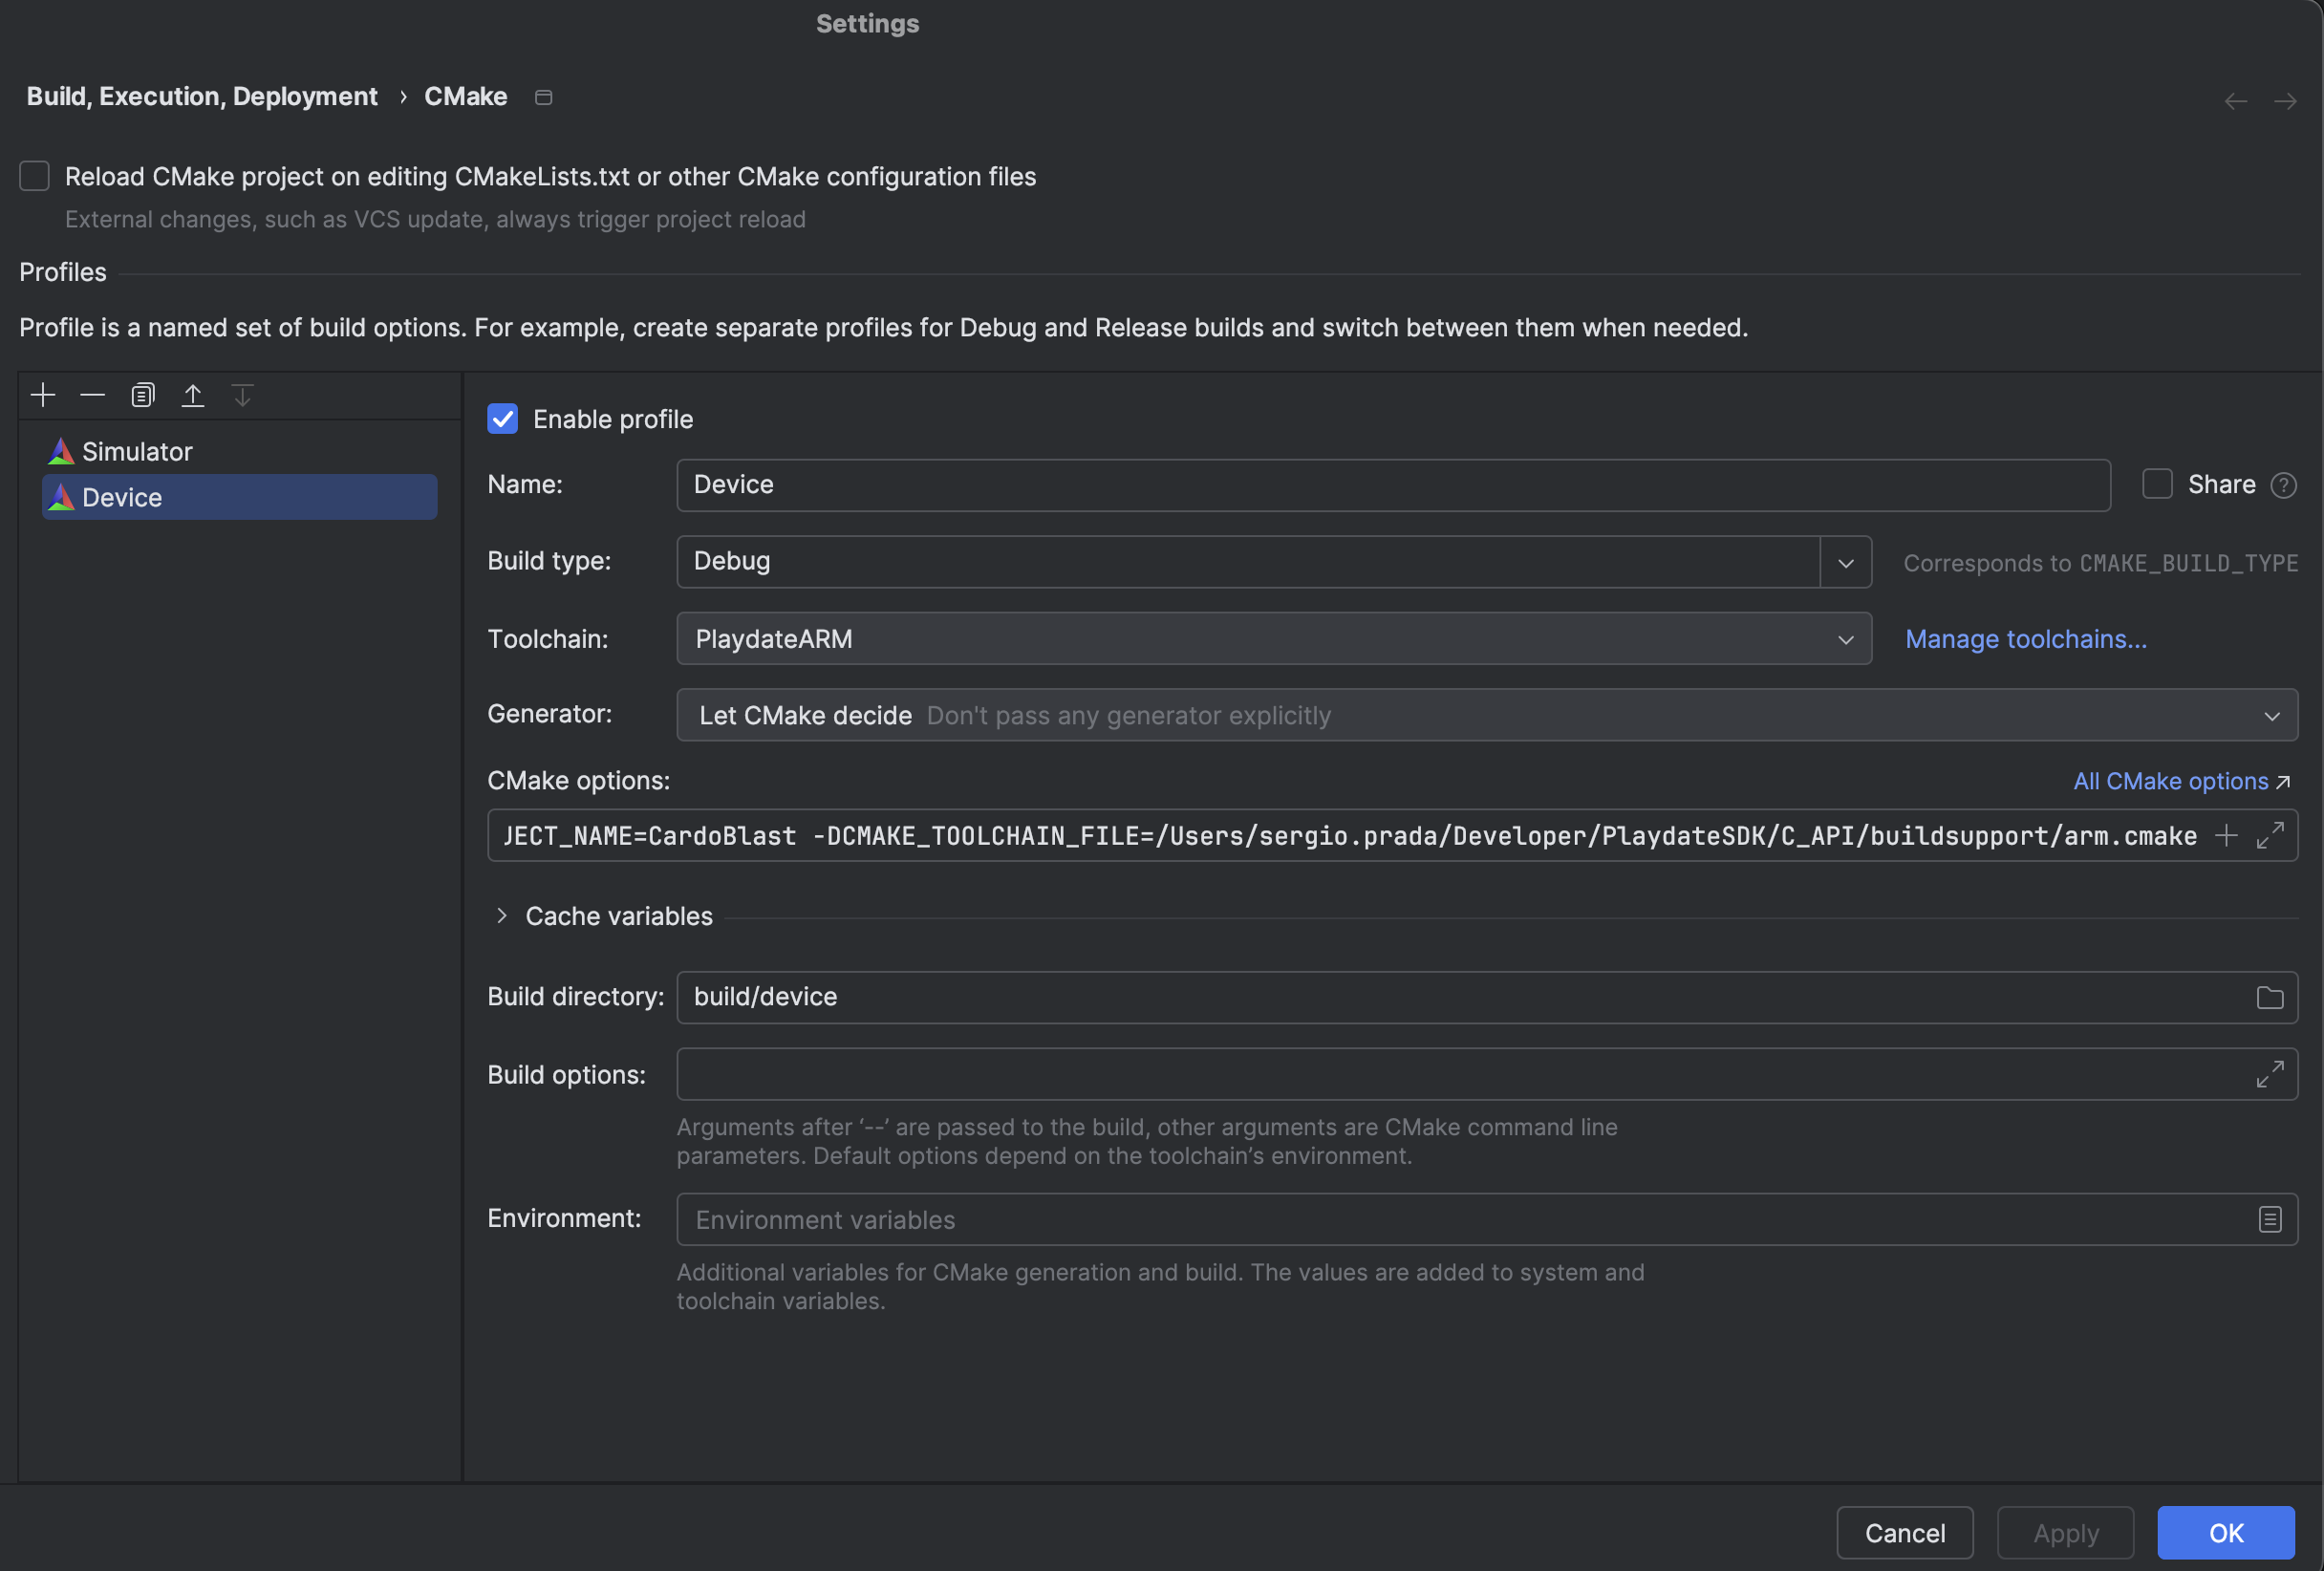 Settings
Build, Execution, Deployment › CMake
Reload CMake project on editing CMakeLists.txt or other CMake configuration files
External changes, such as VCS update, always trigger project reload
Profiles
Profile is a named set of build options. For example, create separate profiles for Debug and Release builds and switch between them when needed.
Simulator
Device
Enable profile
Name: Device Share ?
Build type: Debug Corresponds to CMAKE_BUILD_TYPE
Toolchain: PlaydateARM Manage toolchains...
Generator: Let CMake decide Don't pass any generator explicitly
CMake options: All CMake options ↗
JECT_NAME=CardoBlast -DCMAKE_TOOLCHAIN_FILE=/Users/sergio.prada/Developer/PlaydateSDK/C_API/buildsupport/arm.cmake
Cache variables
Build directory: build/device
Build options:
Arguments after ‘--’ are passed to the build, other arguments are CMake command line
parameters. Default options depend on the toolchain’s environment.
Environment: Environment variables
Additional variables for CMake generation and build. The values are added to system and
toolchain variables.
Cancel Apply OK